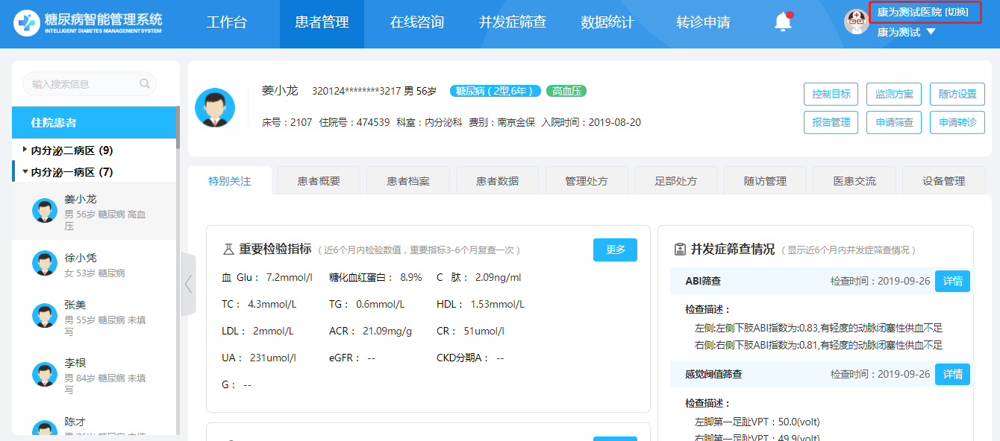 糖尿病智能管理系统
INTELLIGENT DIABETES MANAGEMENT SYSTEM
工作台 患者管理 在线咨询 并发症筛查 数据统计 转诊申请
康为测试医院 [切换]
康为测试
输入搜索信息
住院患者
内分泌二病区 (9)
内分泌一病区 (7)
姜小龙
男 56岁 糖尿病 高血
压
徐小凭
女 53岁 糖尿病
张美
男 55岁 糖尿病 未填
写
李根
男 84岁 糖尿病 未填
写
陈才
姜小龙 320124********3217 男 56岁 糖尿病 ( 2型,6年 ) 高血压
床号：2107 住院号：474539 科室：内分泌科 费别：南京金保 入院时间：2019-08-20
控制目标 监测方案 随访设置
报告管理 申请筛查 申请转诊
特别关注 患者概要 患者档案 患者数据 管理处方 足部处方 随访管理 医患交流 设备管理
重要检验指标 ( 近6个月内检验数值，重要指标3-6个月复查一次 ) 更多
血 Glu： 7.2mmol/l 糖化血红蛋白： 8.9% C 肽： 2.09ng/ml
TC： 4.3mmol/L TG： 0.6mmol/L HDL： 1.53mmol/L
LDL： 2mmol/L ACR： 21.09mg/g CR： 51umol/l
UA： 231umol/l eGFR： -- CKD分期A： --
G： --
并发症筛查情况 ( 显示近6个月内并发症筛查情况 )
ABI筛查 检查时间：2019-09-26 详情
检查描述：
左侧:左侧下肢ABI指数为:0.83,有轻度的动脉闭塞性供血不足
右侧:右侧下肢ABI指数为:0.81,有轻度的动脉闭塞性供血不足
感觉阈值筛查 检查时间：2019-09-26 详情
检查描述：
左脚第一足趾VPT：50.0(volt)
右脚第一足趾VPT：49.9(volt)